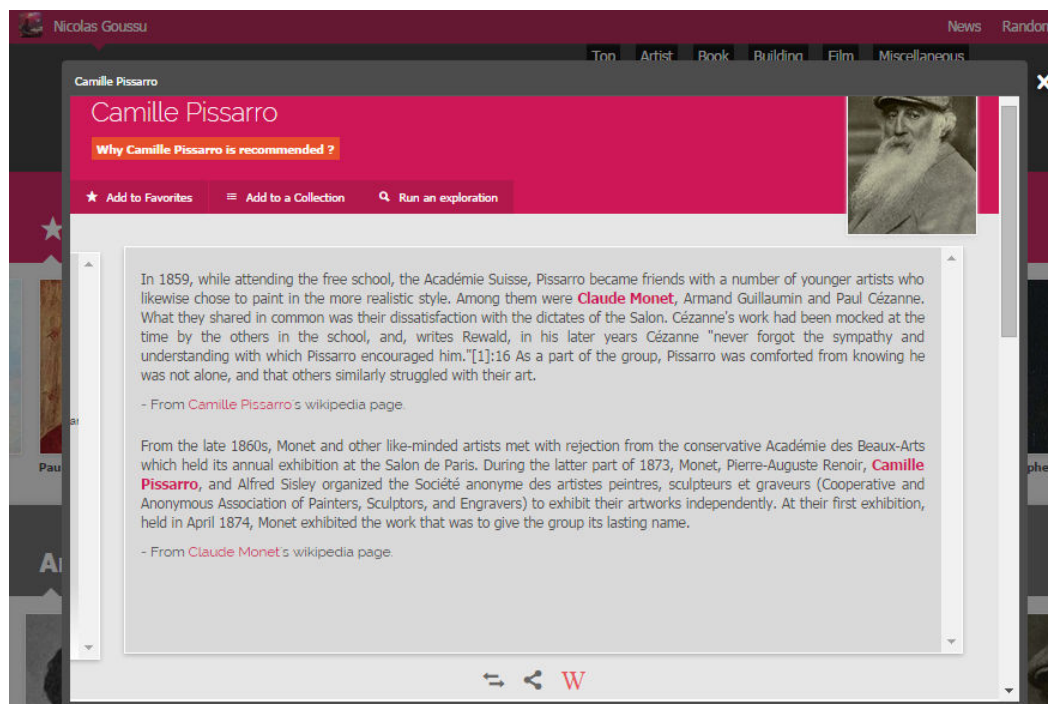 Nicolas Goussu
News Random
Top Artist Book Building Film Miscellaneous
Camille Pissarro
Camille Pissarro
Why Camille Pissarro is recommended ?
Add to Favorites
Add to a Collection
Run an exploration
In 1859, while attending the free school, the Académie Suisse, Pissarro became friends with a number of younger artists who
likewise chose to paint in the more realistic style. Among them were Claude Monet, Armand Guillaumin and Paul Cézanne.
What they shared in common was their dissatisfaction with the dictates of the Salon. Cézanne's work had been mocked at the
time by the others in the school, and, writes Rewald, in his later years Cézanne "never forgot the sympathy and
understanding with which Pissarro encouraged him."[1]:16 As a part of the group, Pissarro was comforted from knowing he
was not alone, and that others similarly struggled with their art.
- From Camille Pissarro's wikipedia page.
From the late 1860s, Monet and other like-minded artists met with rejection from the conservative Académie des Beaux-Arts
which held its annual exhibition at the Salon de Paris. During the latter part of 1873, Monet, Pierre-Auguste Renoir, Camille
Pissarro, and Alfred Sisley organized the Société anonyme des artistes peintres, sculpteurs et graveurs (Cooperative and
Anonymous Association of Painters, Sculptors, and Engravers) to exhibit their artworks independently. At their first exhibition,
held in April 1874, Monet exhibited the work that was to give the group its lasting name.
- From Claude Monet's wikipedia page.
Pau
W